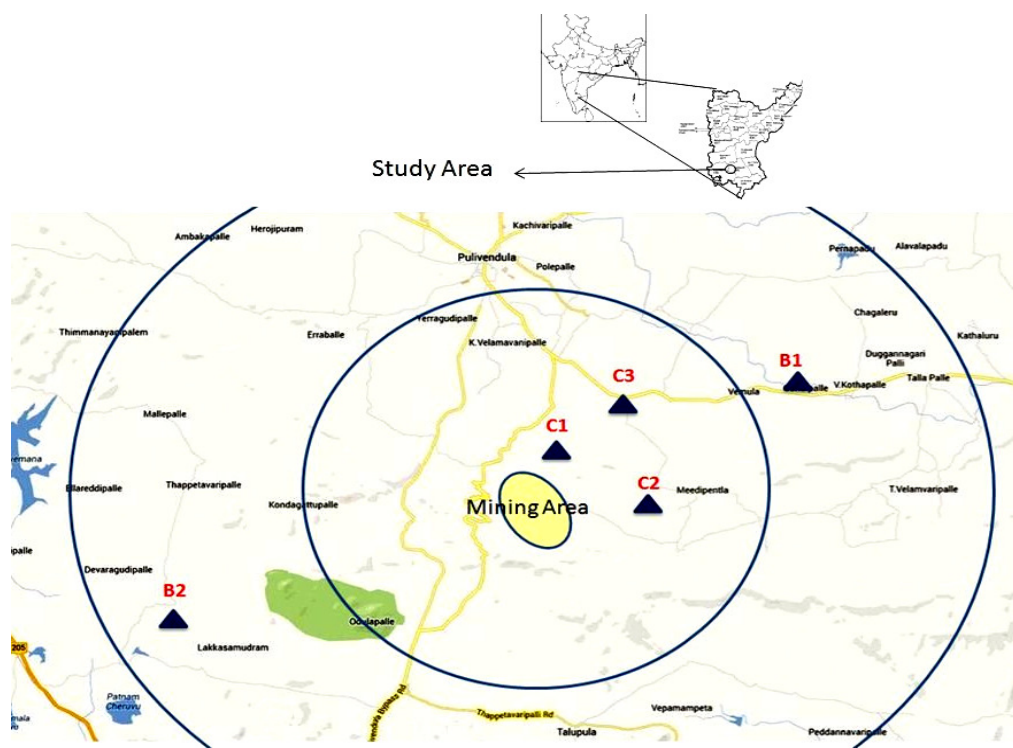 Study Area
Kachivaripalle
Herojipuram
Ambakapalle
Alavalapadu
Pernapadu
Pulivendula
Polepalle
Chagaleru
Yerragudipalle
Thimmanayanipalem
Erraballe
K.Velamavanipalle
Kathaluru
Duggannagari
Palli
B1
C3
Talla Palle
V.Kothapalle
Vemula
Mallepalle
C1
Thappetavaripalle
C2
Meedipentla
T.Velamvaripalle
Ellareddipalle
Kondagattupalle
Mining Area
Devaragudipalle
B2
Odulapalle
Lakkasamudram
205
Patnam
Cheruvu
Vepamampeta
Thappetavaripalli Rd
Talupula
Peddannavaripalle